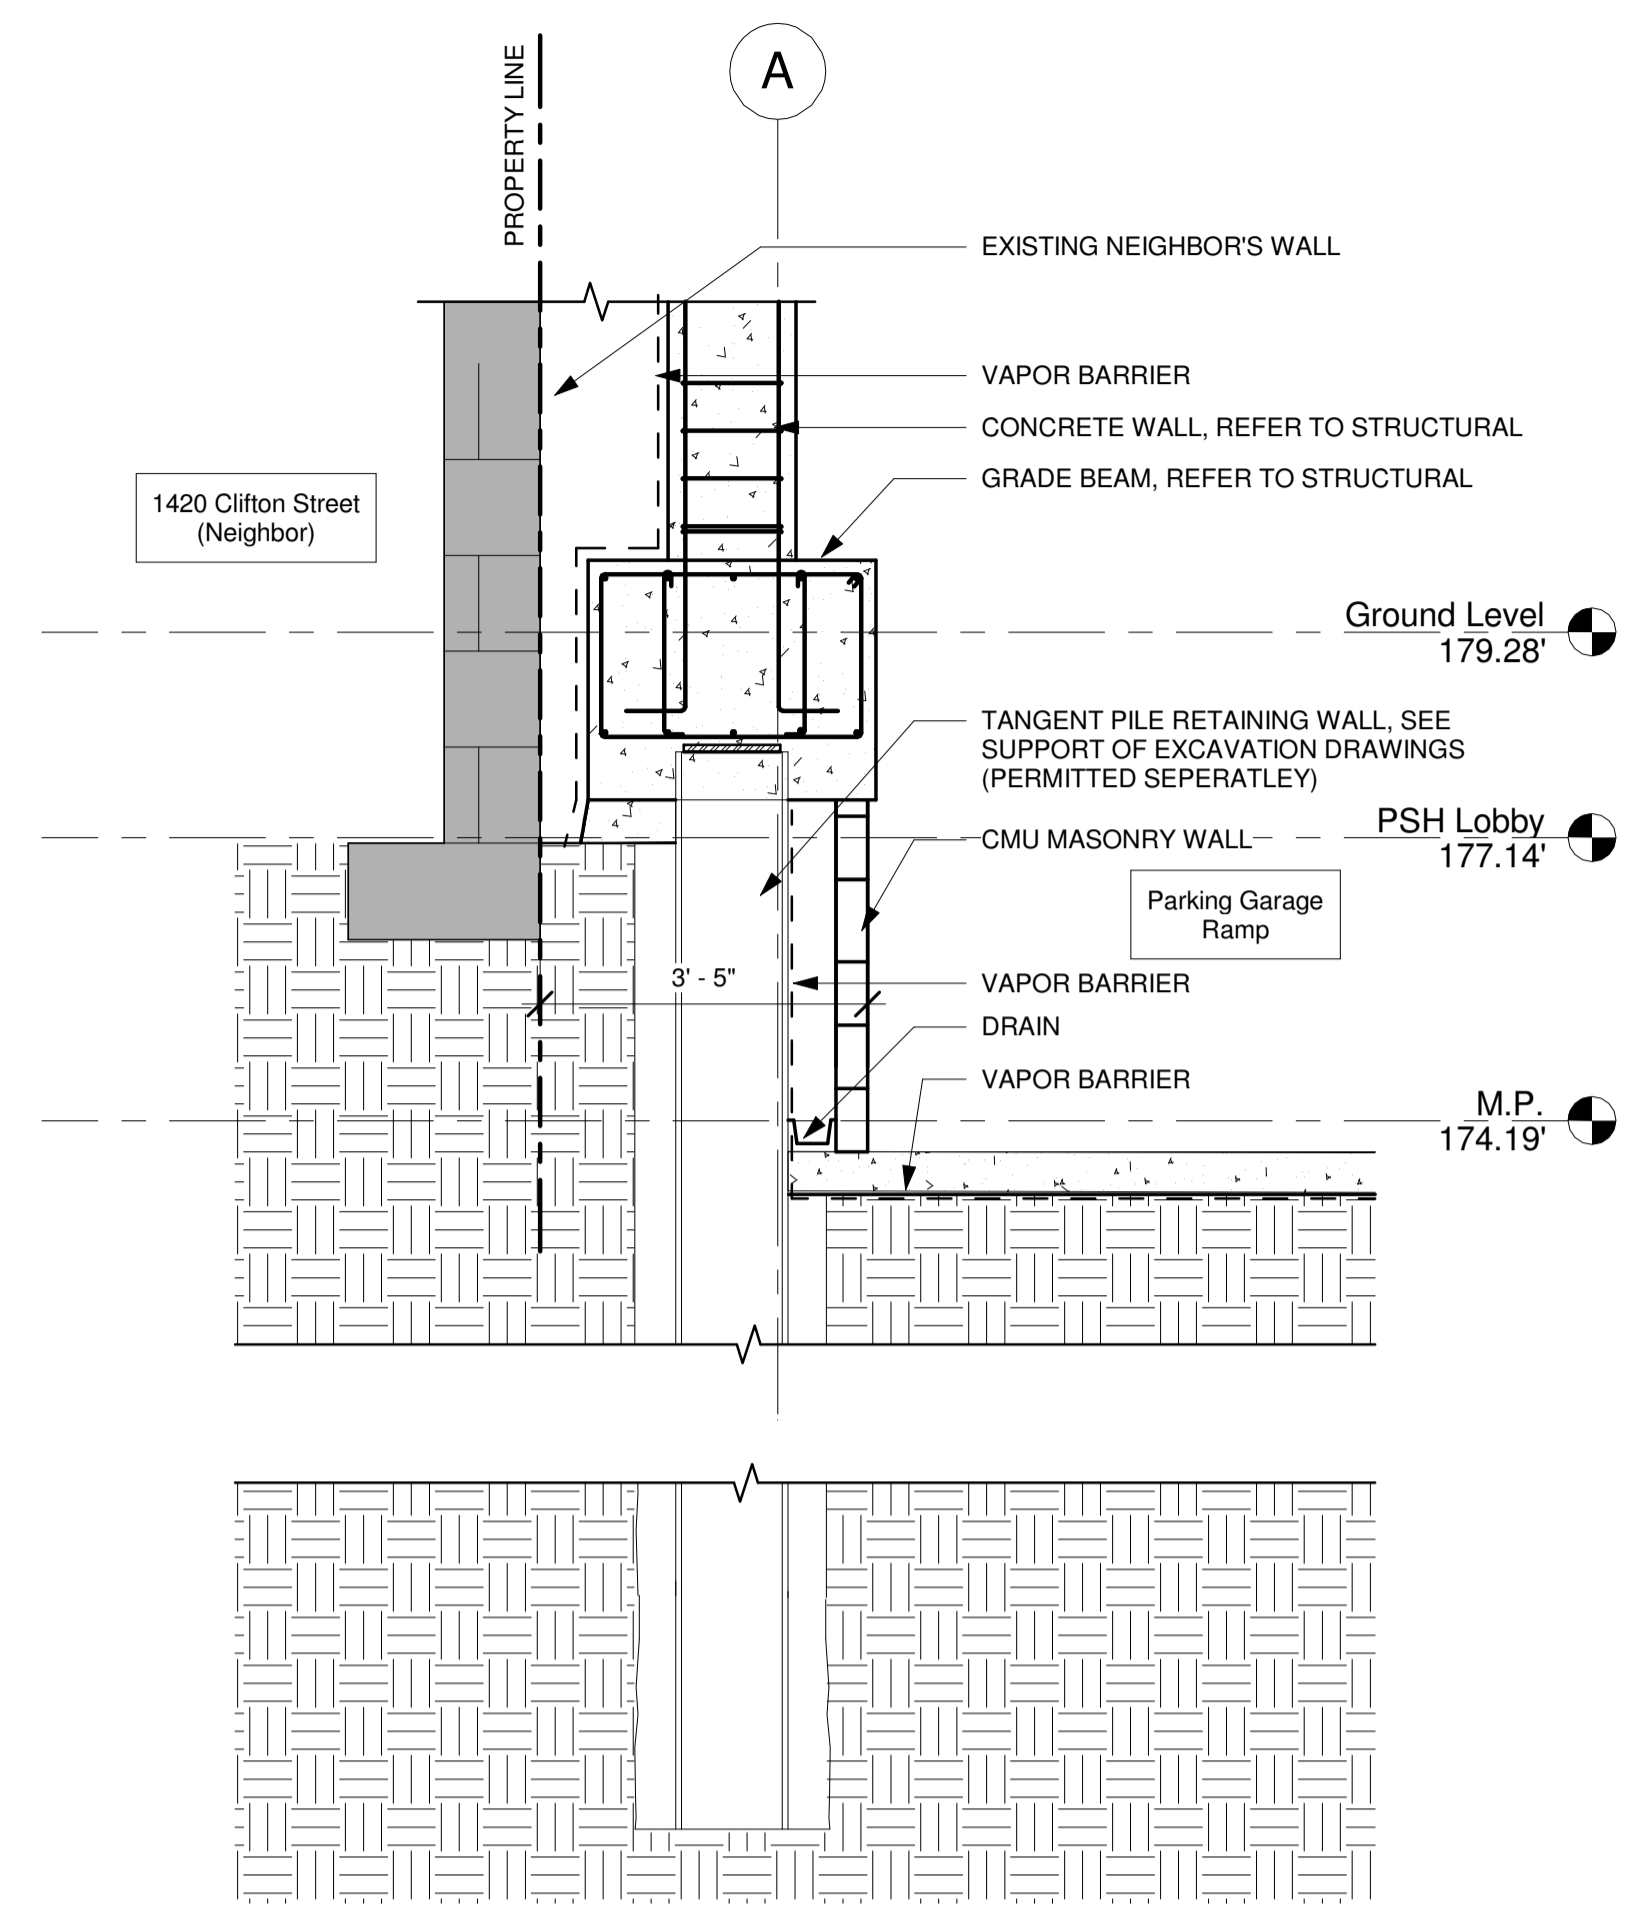 PROPERTY LINE
A
EXISTING NEIGHBOR'S WALL
VAPOR BARRIER
CONCRETE WALL, REFER TO STRUCTURAL
GRADE BEAM, REFER TO STRUCTURAL
1420 Clifton Street
(Neighbor)
Ground Level
179.28'
TANGENT PILE RETAINING WALL, SEE
SUPPORT OF EXCAVATION DRAWINGS
(PERMITTED SEPERATLEY)
PSH Lobby
177.14'
CMU MASONRY WALL
Parking Garage
Ramp
3' - 5"
VAPOR BARRIER
DRAIN
VAPOR BARRIER
M.P.
174.19'